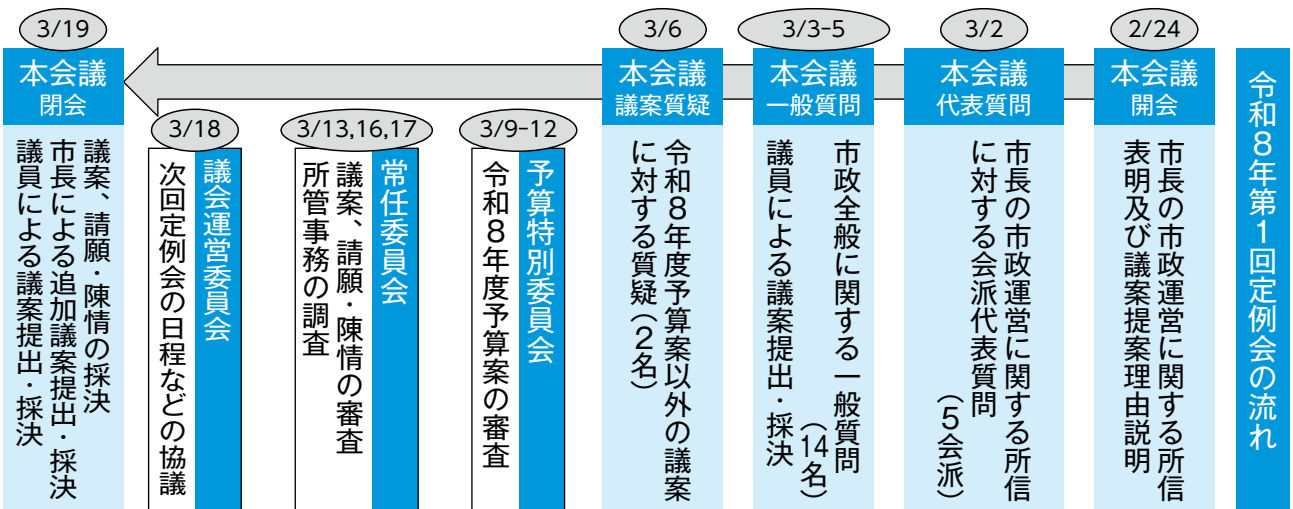 令和8年第1回定例会の流れ
2/24
本会議
開会
市長の市政運営に関する所信
表明及び議案提案理由説明
3/2
本会議
代表質問
市長の市政運営に関する所信
に対する会派代表質問
（5会派）
3/3-5
本会議
一般質問
市政全般に関する一般質問
（14名）
議員による議案提出・採決
3/6
本会議
議案質疑
令和8年度予算案以外の議案
に対する質疑（2名）
3/9-12
予算特別委員会
令和8年度予算案の審査
3/13,16,17
常任委員会
議案、請願・陳情の審査
所管事務の調査
3/18
議会運営委員会
次回定例会の日程などの協議
3/19
本会議
閉会
議案、請願・陳情の採決
市長による追加議案提出・採決
議員による議案提出・採決